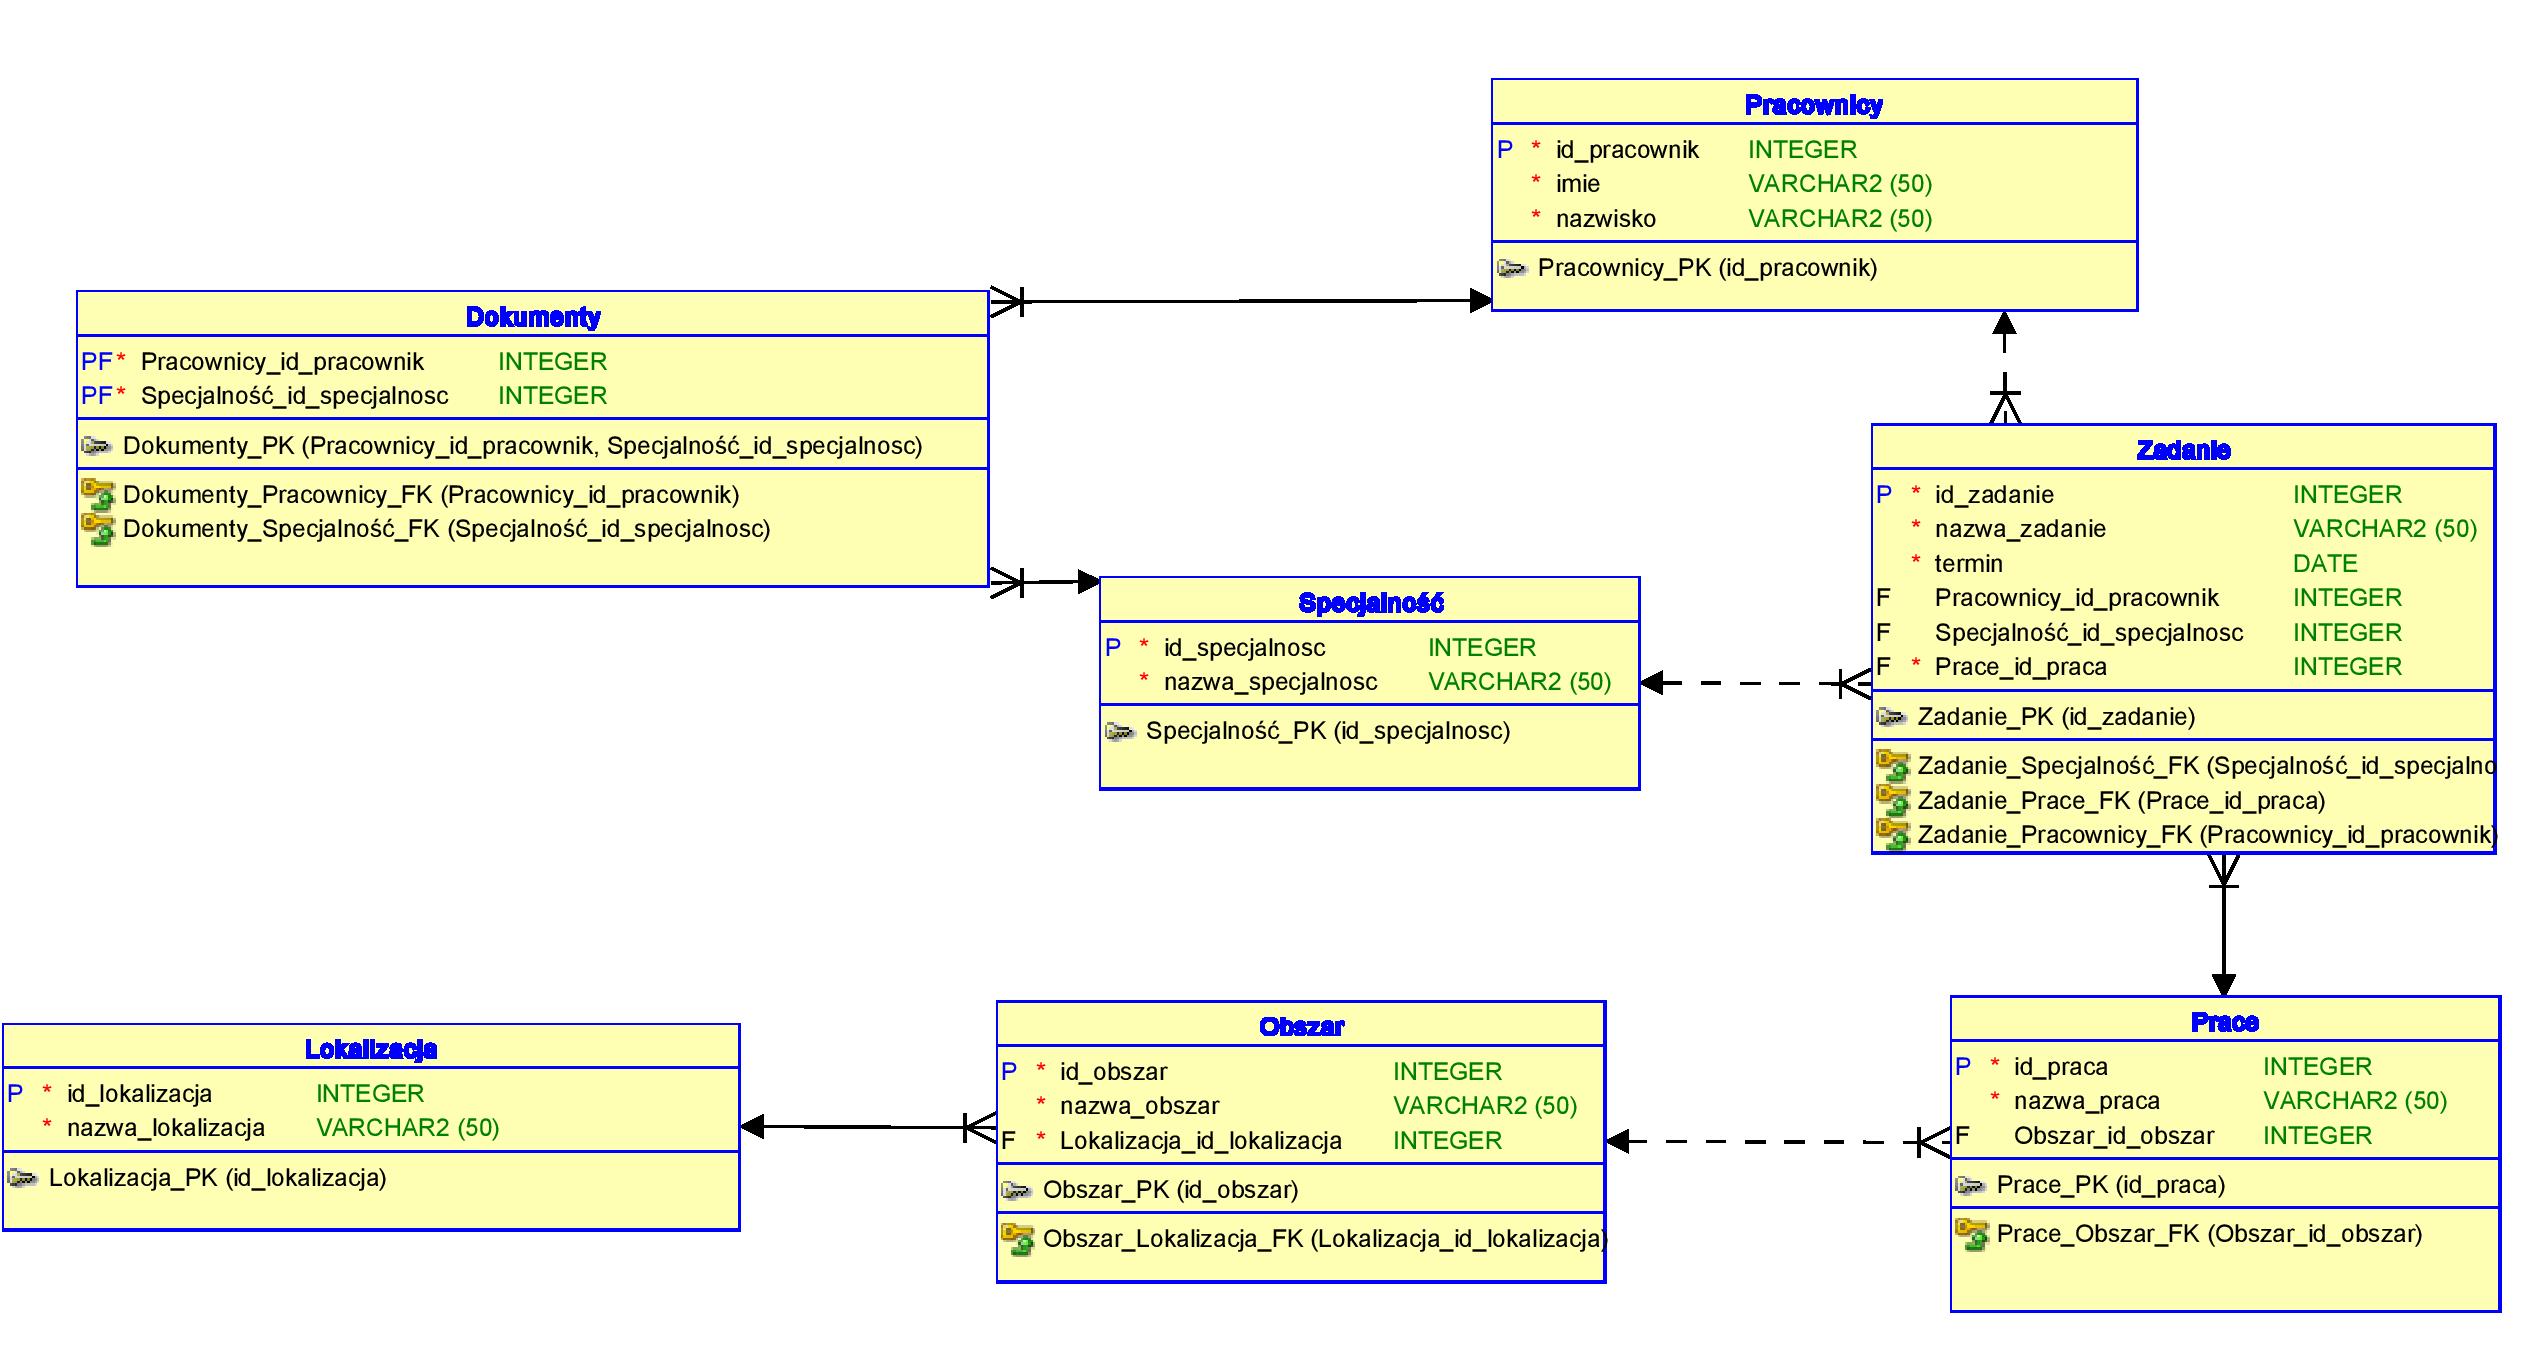 Pracownicy
P * id_pracownik INTEGER
* imie VARCHAR2 (50)
* nazwisko VARCHAR2 (50)
Pracownicy_PK (id_pracownik)
Dokumenty
PF* Pracownicy_id_pracownik INTEGER
PF* Specjalność_id_specjalnosc INTEGER
Dokumenty_PK (Pracownicy_id_pracownik, Specjalność_id_specjalnosc)
Dokumenty_Pracownicy_FK (Pracownicy_id_pracownik)
Dokumenty_Specjalność_FK (Specjalność_id_specjalnosc)
Zadanie
P * id_zadanie INTEGER
* nazwa_zadanie VARCHAR2 (50)
* termin DATE
F Pracownicy_id_pracownik INTEGER
F Specjalność_id_specjalnosc INTEGER
F * Prace_id_praca INTEGER
Zadanie_PK (id_zadanie)
Zadanie_Specjalność_FK (Specjalność_id_specjalno
Zadanie_Prace_FK (Prace_id_praca)
Zadanie_Pracownicy_FK (Pracownicy_id_pracownik)
Specjalność
P * id_specjalnosc INTEGER
* nazwa_specjalnosc VARCHAR2 (50)
Specjalność_PK (id_specjalnosc)
Lokalizacja
P * id_lokalizacja INTEGER
* nazwa_lokalizacja VARCHAR2 (50)
Lokalizacja_PK (id_lokalizacja)
Obszar
P * id_obszar INTEGER
* nazwa_obszar VARCHAR2 (50)
F * Lokalizacja_id_lokalizacja INTEGER
Obszar_PK (id_obszar)
Obszar_Lokalizacja_FK (Lokalizacja_id_lokalizacja)
Prace
P * id_praca INTEGER
* nazwa_praca VARCHAR2 (50)
F Obszar_id_obszar INTEGER
Prace_PK (id_praca)
Prace_Obszar_FK (Obszar_id_obszar)